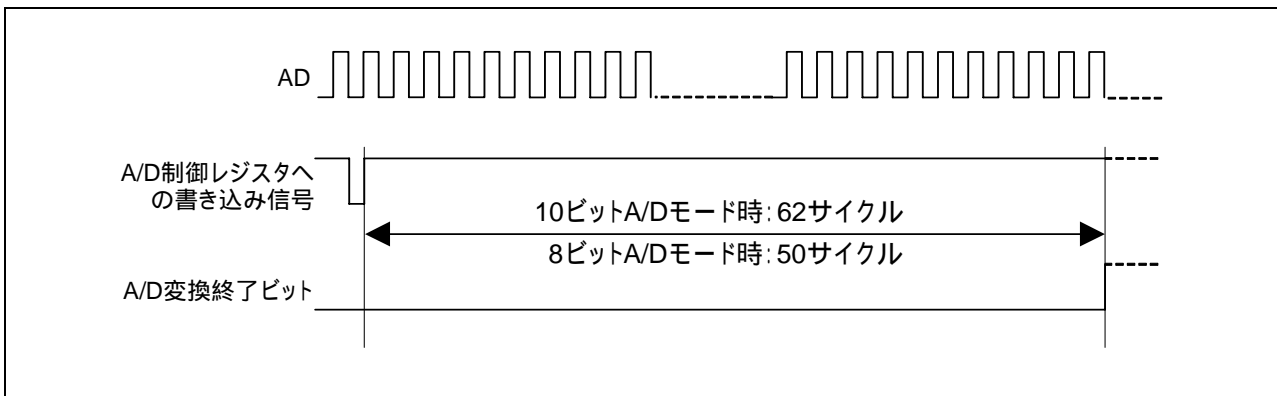 AD
A/D制御レジスタへ
の書き込み信号
10ビットA/Dモード時:62サイクル
8ビットA/Dモード時:50サイクル
A/D変換終了ビット